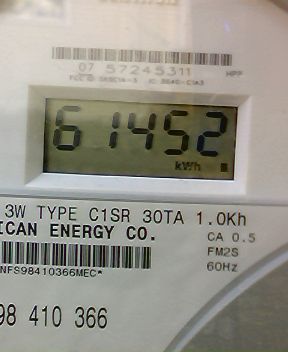 07 57245311 HPP
61452
kWh
3W TYPE C1SR 30TA 1.0Kh
ICAN ENERGY CO.
CA 0.5
FM2S
NFS98410366MEC*
60Hz
98 410 366